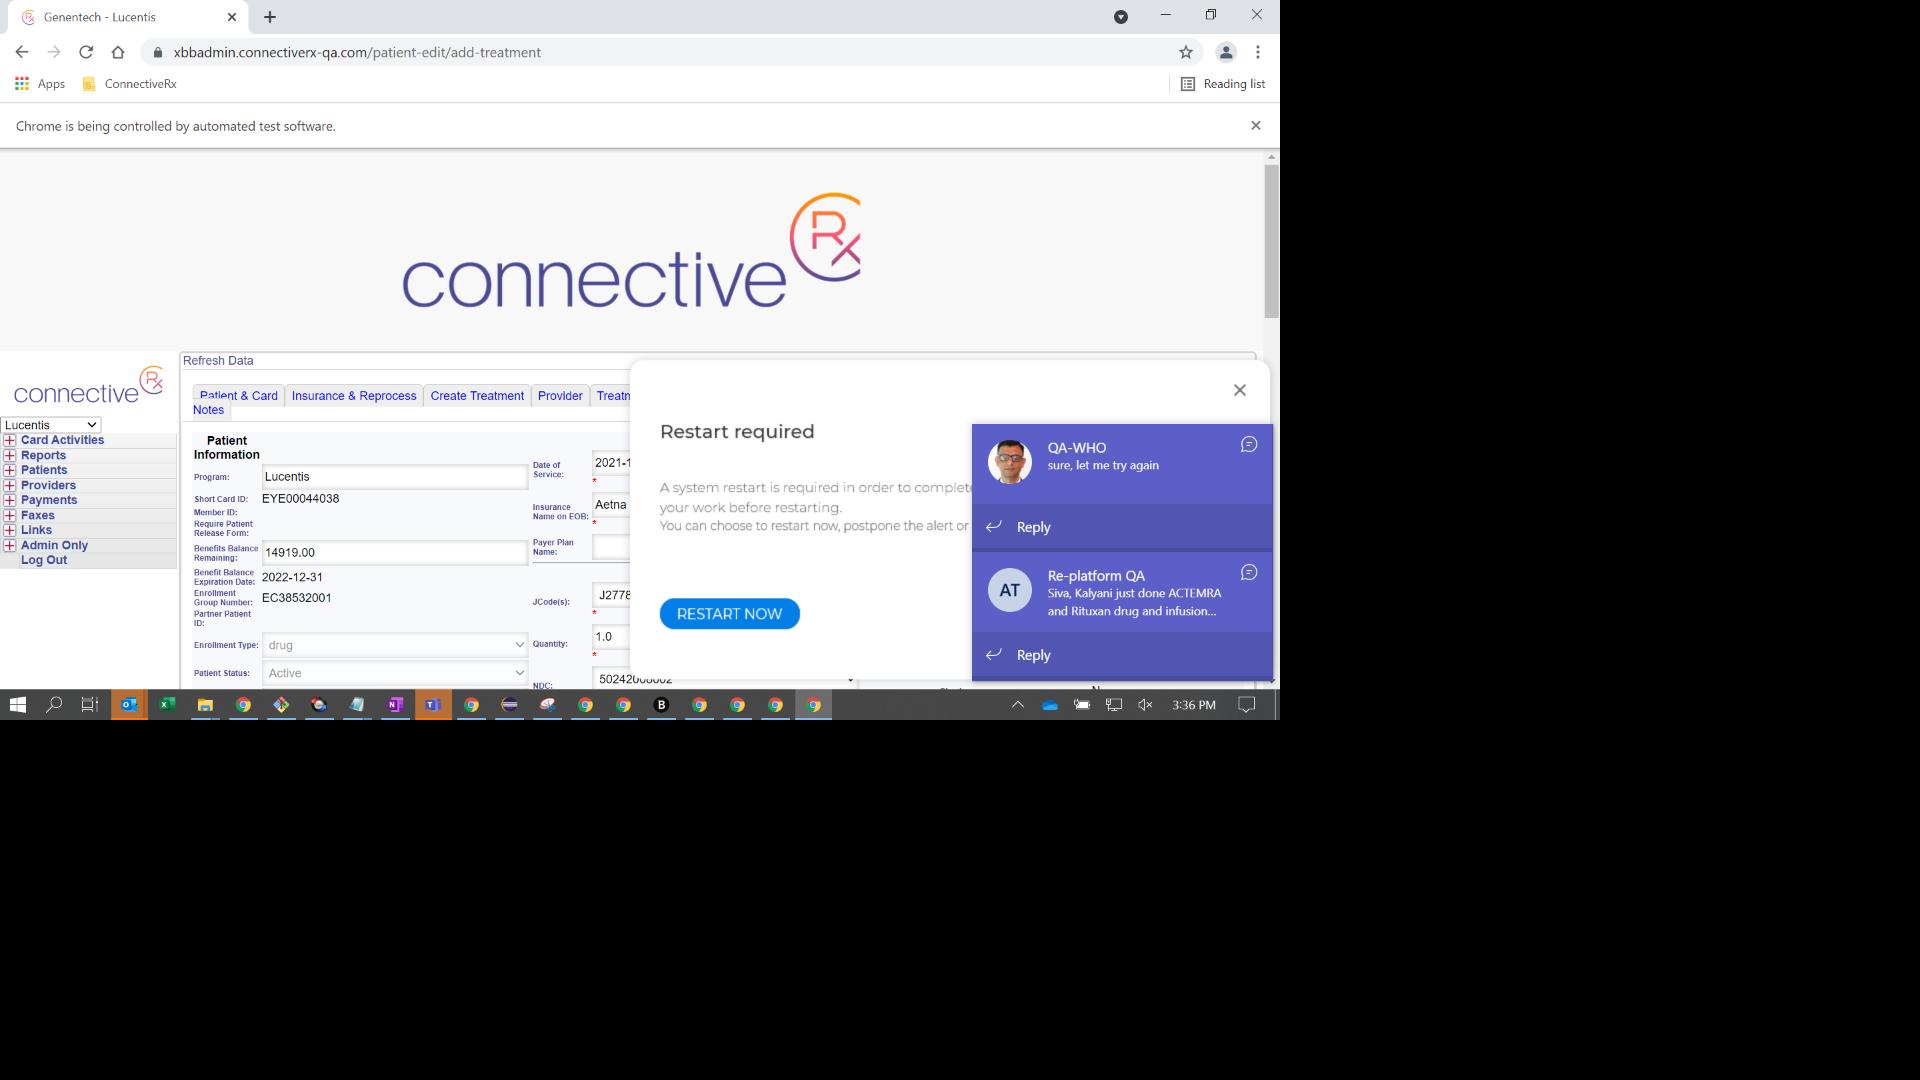 Genentech - Lucentis
xbbadmin.connectiverx-qa.com/patient-edit/add-treatment
Apps
ConnectiveRx
Reading list
Chrome is being controlled by automated test software.
connective Rx
connective Rx
Lucentis
Card Activities
Reports
Patients
Providers
Payments
Faxes
Links
Admin Only
Log Out
Refresh Data
Patient & Card
Insurance & Reprocess
Create Treatment
Provider
Treatm
Notes
Patient
Information
Program:
Lucentis
Short Card ID:
EYE00044038
Member ID:
Require Patient
Release Form:
Benefits Balance
Remaining:
14919.00
Benefit Balance
Expiration Date:
2022-12-31
Enrollment
Group Number:
EC38532001
Partner Patient
ID:
Enrollment Type:
drug
Patient Status:
Active
Date of
Service:
2021-1
*
Insurance
Name on EOB:
Aetna
*
Payer Plan
Name:
JCode(s):
J2778
*
Quantity:
1.0
*
NDC:
Restart required
A system restart is required in order to complete
your work before restarting.
You can choose to restart now, postpone the alert or
RESTART NOW
QA-WHO
sure, let me try again
Reply
AT
Re-platform QA
Siva, Kalyani just done ACTEMRA
and Rituxan drug and infusion...
Reply
3:36 PM